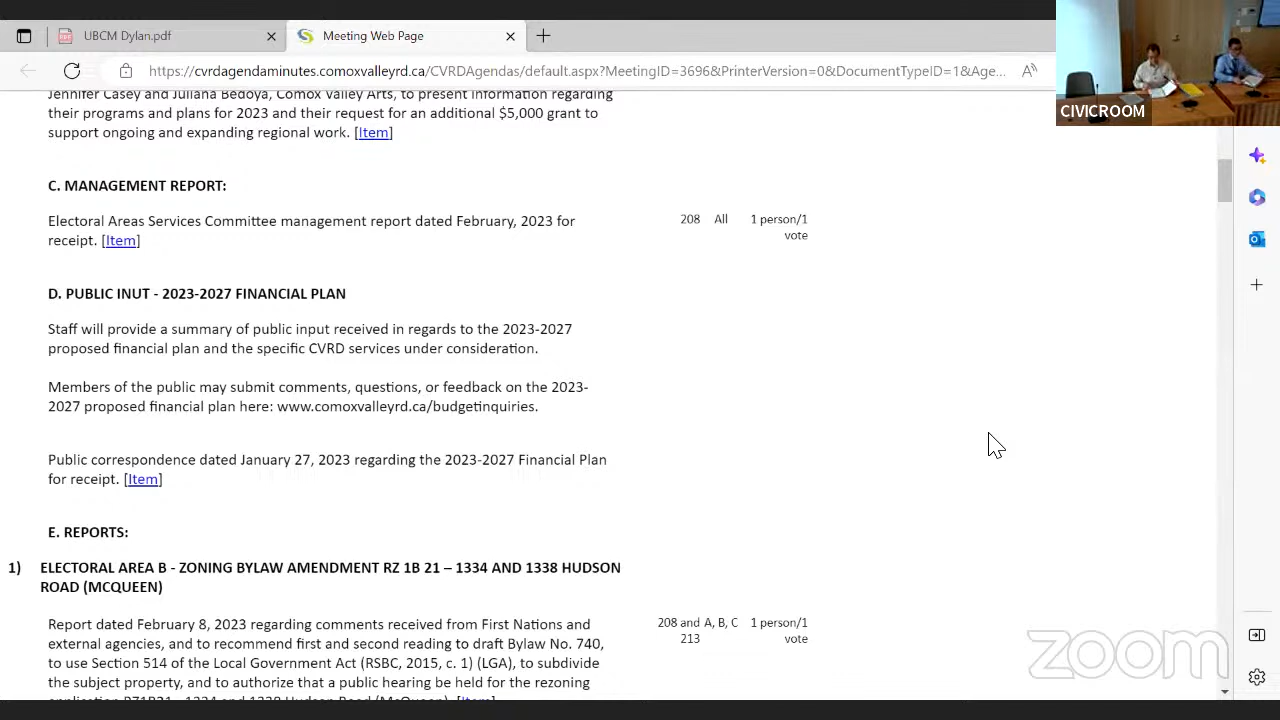 UBCM Dylan.pdf
Meeting Web Page
https://cvrdagendaminutes.comoxvalleyrd.ca/CVRDAgendas/default.aspx?MeetingID=3696&PrinterVersion=0&DocumentTypeID=1&Age...
CIVICROOM
Jennifer Casey and Juliana Bedoya, Comox Valley Arts, to present information regarding
their programs and plans for 2023 and their request for an additional $5,000 grant to
support ongoing and expanding regional work. [Item]
C. MANAGEMENT REPORT:
Electoral Areas Services Committee management report dated February, 2023 for
receipt. [Item]
208 All 1 person/1
vote
D. PUBLIC INUT - 2023-2027 FINANCIAL PLAN
Staff will provide a summary of public input received in regards to the 2023-2027
proposed financial plan and the specific CVRD services under consideration.
Members of the public may submit comments, questions, or feedback on the 2023-
2027 proposed financial plan here: www.comoxvalleyrd.ca/budgetinquiries.
Public correspondence dated January 27, 2023 regarding the 2023-2027 Financial Plan
for receipt. [Item]
E. REPORTS:
1) ELECTORAL AREA B - ZONING BYLAW AMENDMENT RZ 1B 21 – 1334 AND 1338 HUDSON
ROAD (MCQUEEN)
Report dated February 8, 2023 regarding comments received from First Nations and
external agencies, and to recommend first and second reading to draft Bylaw No. 740,
to use Section 514 of the Local Government Act (RSBC, 2015, c. 1) (LGA), to subdivide
the subject property, and to authorize that a public hearing be held for the rezoning
application RZ1B21 - 1334 and 1338 Hudson Road (McQueen). [Item]
208 and A, B, C 1 person/1
213 vote
zoom